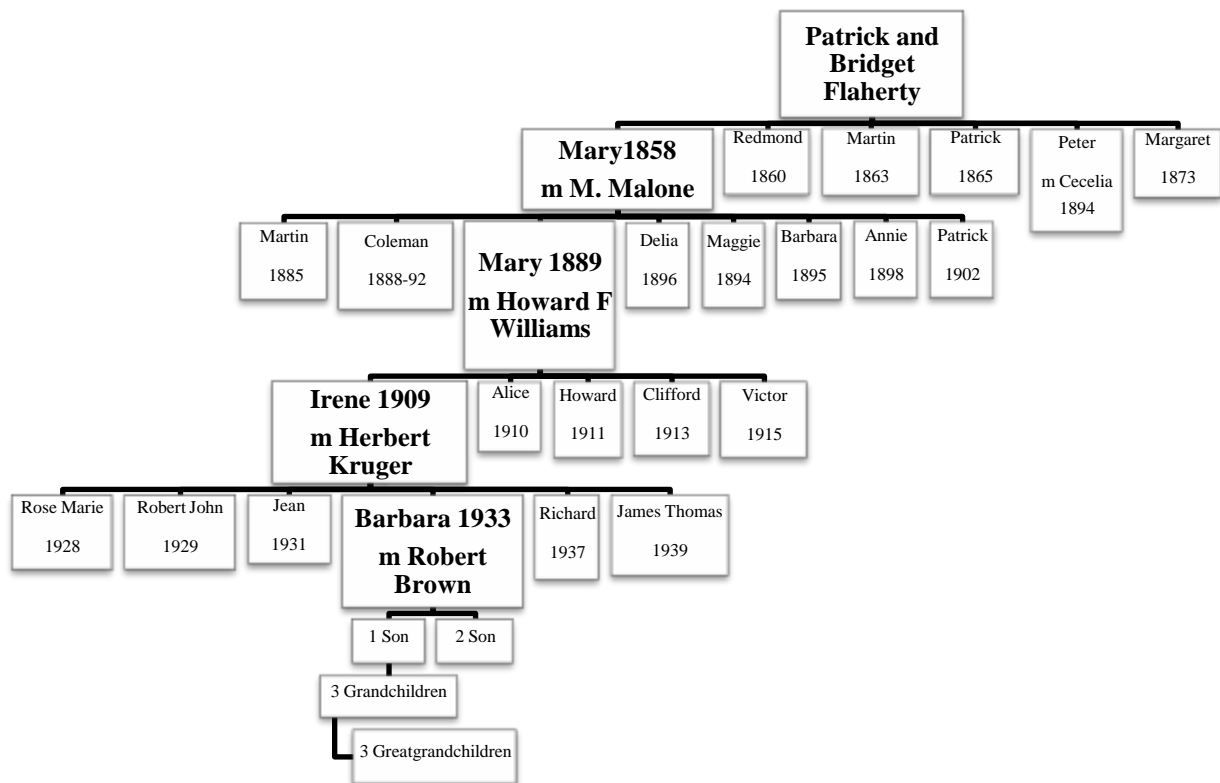 Patrick and
Bridget
Flaherty
Mary1858
m M. Malone
Redmond
1860
Martin
1863
Patrick
1865
Peter
m Cecelia
1894
Margaret
1873
Martin
1885
Coleman
1888-92
Mary 1889
m Howard F
Williams
Delia
1896
Maggie
1894
Barbara
1895
Annie
1898
Patrick
1902
Irene 1909
m Herbert
Kruger
Alice
1910
Howard
1911
Clifford
1913
Victor
1915
Rose Marie
1928
Robert John
1929
Jean
1931
Barbara 1933
m Robert
Brown
Richard
1937
James Thomas
1939
1 Son
2 Son
3 Grandchildren
3 Greatgrandchildren